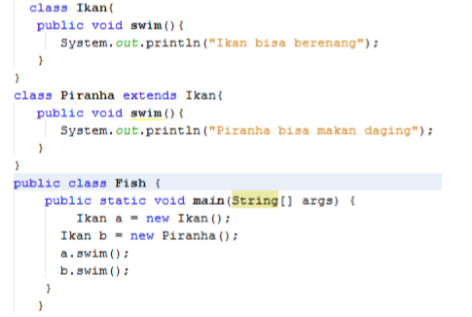 class Ikan{
public void swim(){
System.out.println("Ikan bisa berenang");
}
}
class Piranha extends Ikan{
public void swim(){
System.out.println("Piranha bisa makan daging");
}
}
public class Fish {
public static void main(String[] args) {
Ikan a = new Ikan();
Ikan b = new Piranha();
a.swim();
b.swim();
}
}